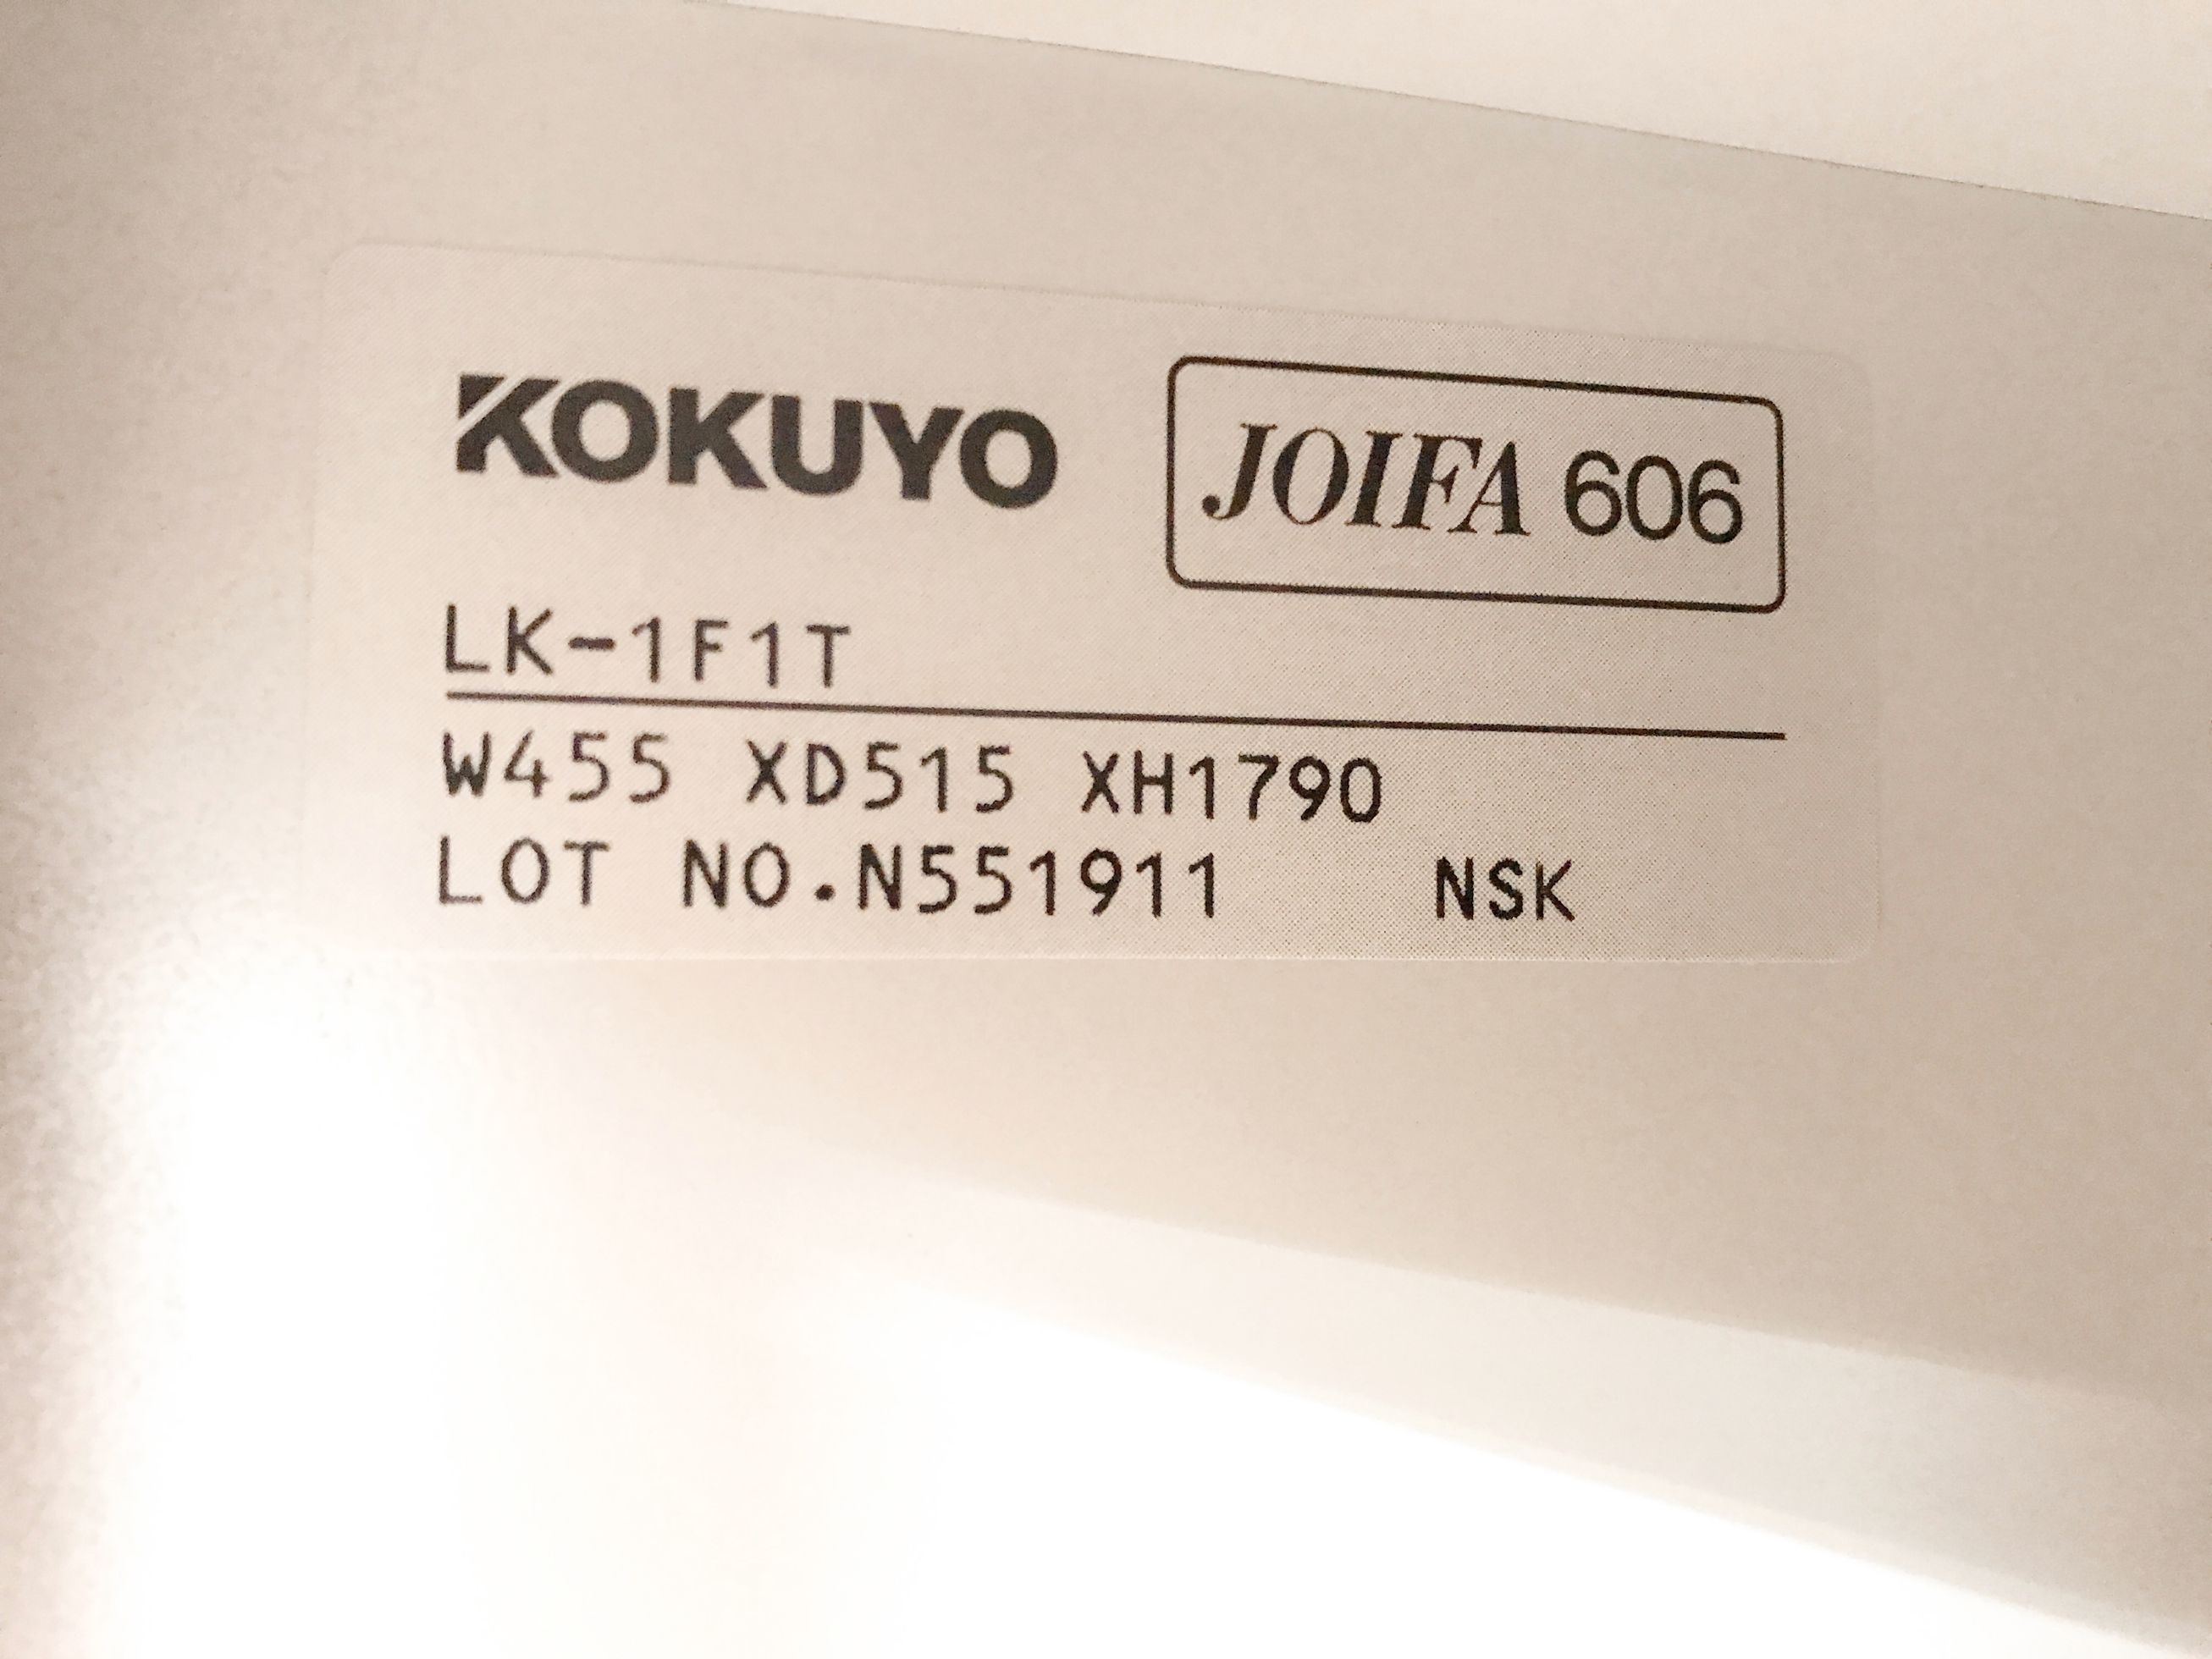 KOKUYO JOIFA 606
LK-1F1T
W455 XD515 XH1790
LOT NO.N551911 NSK